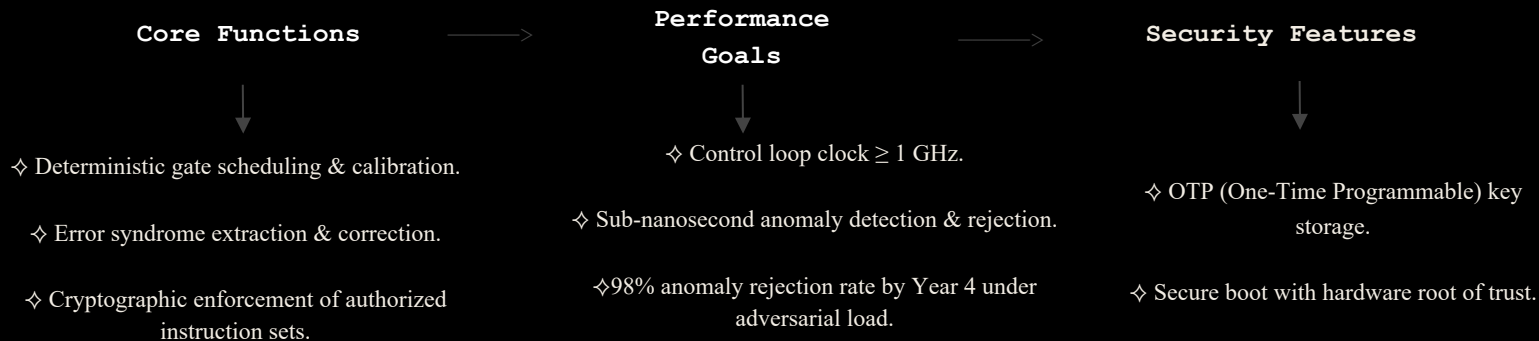 Core Functions
Performance
Goals
Security Features
✧ Deterministic gate scheduling & calibration.
✧ Error syndrome extraction & correction.
✧ Cryptographic enforcement of authorized
instruction sets.
✧ Control loop clock ≥ 1 GHz.
✧ Sub-nanosecond anomaly detection & rejection.
✧98% anomaly rejection rate by Year 4 under
adversarial load.
✧ OTP (One-Time Programmable) key
storage.
✧ Secure boot with hardware root of trust.